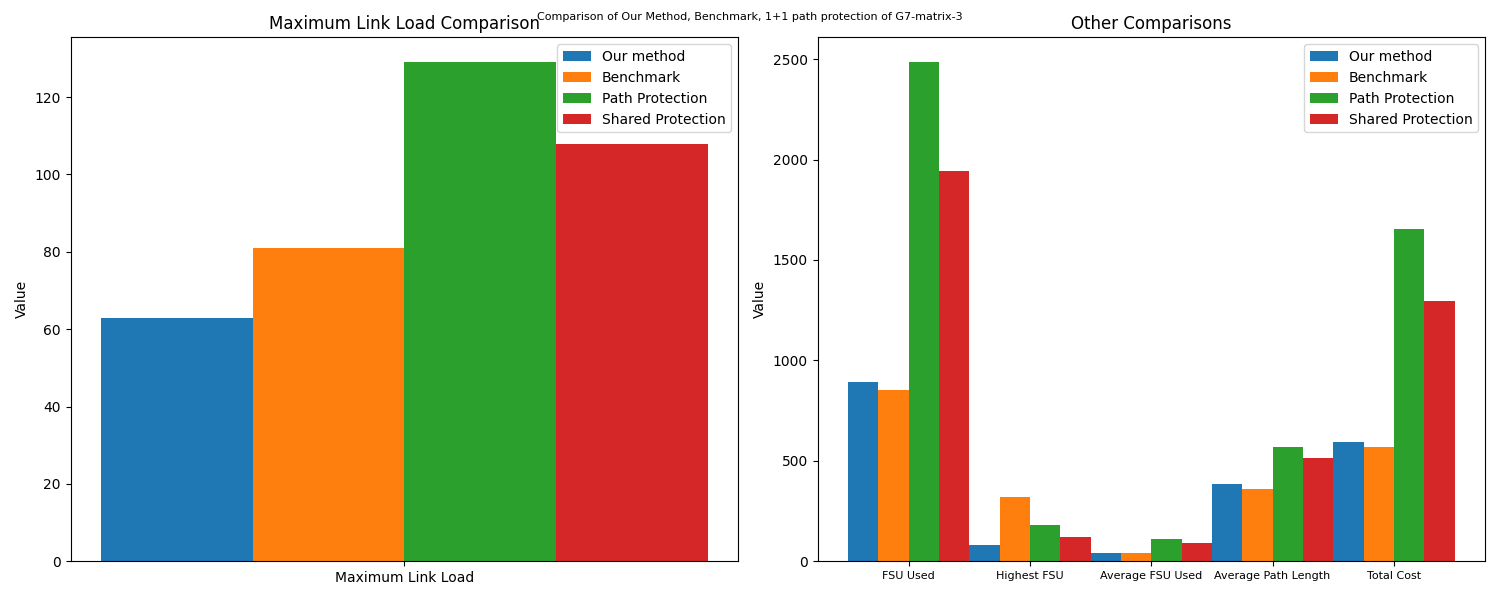 Comparison of Our Method, Benchmark, 1+1 path protection of G7-matrix-3
Maximum Link Load Comparison
Value
120
100
80
60
40
20
0
Maximum Link Load
Our method
Benchmark
Path Protection
Shared Protection
Other Comparisons
Value
2500
2000
1500
1000
500
0
FSU Used
Highest FSU
Average FSU Used
Average Path Length
Total Cost
Our method
Benchmark
Path Protection
Shared Protection